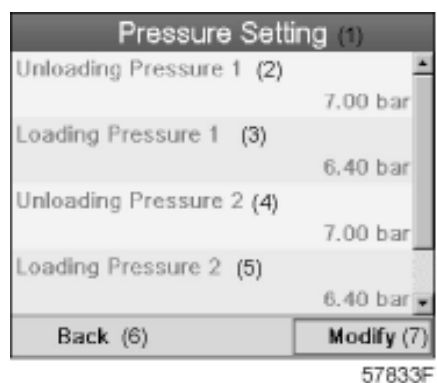 Pressure Setting (1)
Unloading Pressure 1 (2)
7.00 bar
Loading Pressure 1 (3)
6.40 bar
Unloading Pressure 2 (4)
7.00 bar
Loading Pressure 2 (5)
6.40 bar
Back (6) Modify (7)
57833F